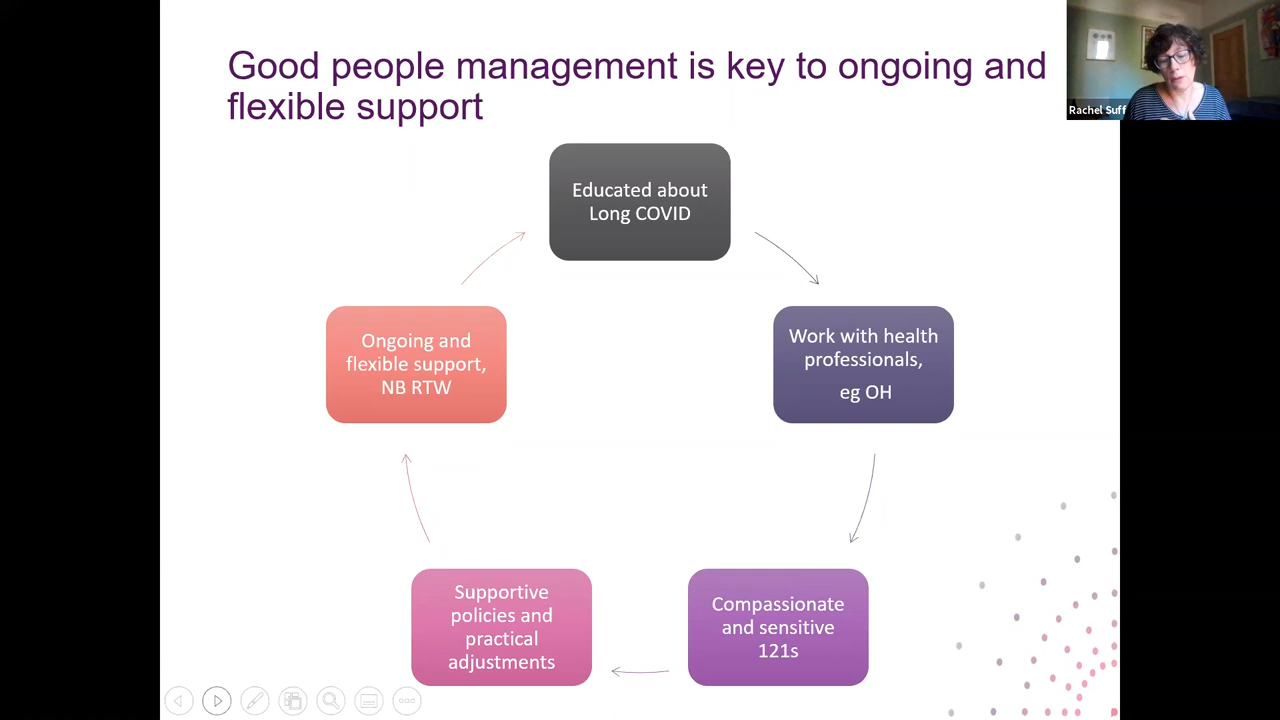 Good people management is key to ongoing and
flexible support
Rachel Suff
Educated about
Long COVID
Work with health
professionals,
eg OH
Compassionate
and sensitive
121s
Supportive
policies and
practical
adjustments
Ongoing and
flexible support,
NB RTW